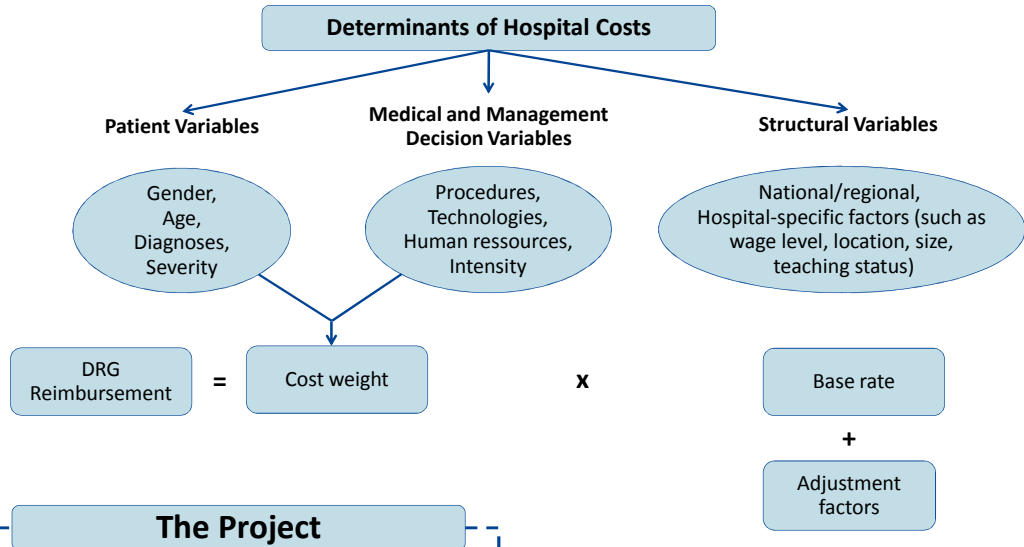 Determinants of Hospital Costs
Patient Variables
Medical and Management
Decision Variables
Structural Variables
Gender,
Age,
Diagnoses,
Severity
Procedures,
Technologies,
Human ressources,
Intensity
National/regional,
Hospital-specific factors (such as
wage level, location, size,
teaching status)
DRG
Reimbursement
=
Cost weight
x
Base rate
+
Adjustment
factors
The Project